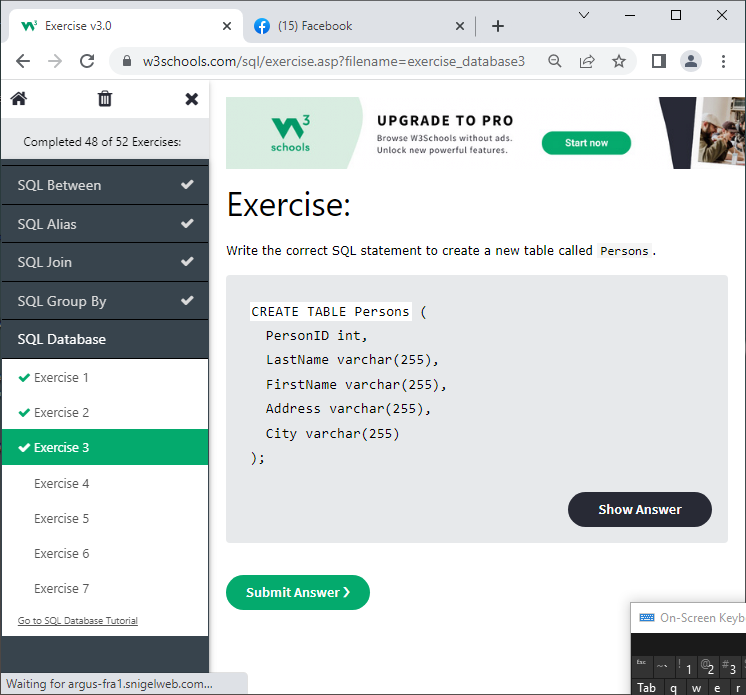 Exercise v3.0
(15) Facebook
w3schools.com/sql/exercise.asp?filename=exercise_database3
Completed 48 of 52 Exercises:
SQL Between
SQL Alias
SQL Join
SQL Group By
SQL Database
Exercise 1
Exercise 2
Exercise 3
Exercise 4
Exercise 5
Exercise 6
Exercise 7
Go to SQL Database Tutorial
W3
schools
UPGRADE TO PRO
Browse W3Schools without ads.
Unlock new powerful features.
Start now
Exercise:
Write the correct SQL statement to create a new table called Persons.
CREATE TABLE Persons (
PersonID int,
LastName varchar(255),
FirstName varchar(255),
Address varchar(255),
City varchar(255)
);
Show Answer
Submit Answer ❯
On-Screen Keyb
Esc ~` ! 1 @ 2 # 3
Tab q w e r
Waiting for argus-fra1.snigelweb.com...